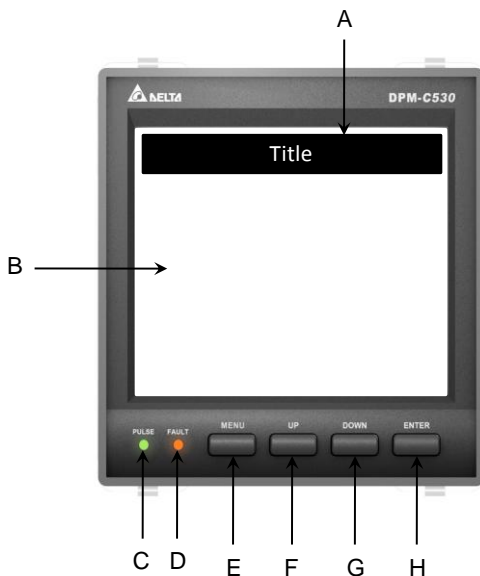 A
DELTA DPM-C530
Title
B
PULSE FAULT MENU UP DOWN ENTER
C D E F G H